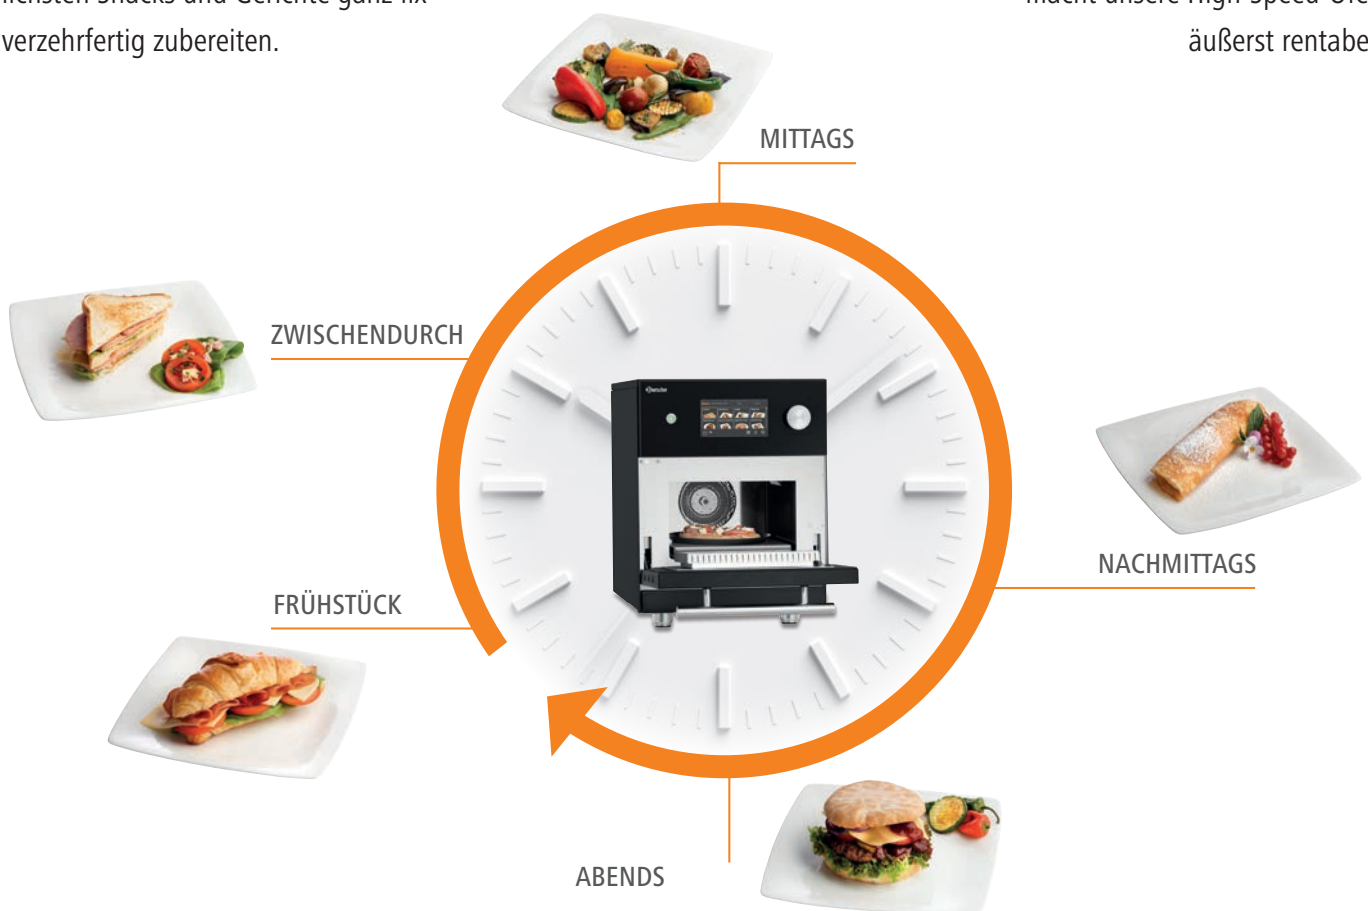 verzehrfertig zubereiten.
äußerst rentabe
MITTAGS
ZWISCHENDURCH
NACHMITTAGS
FRÜHSTÜCK
ABENDS